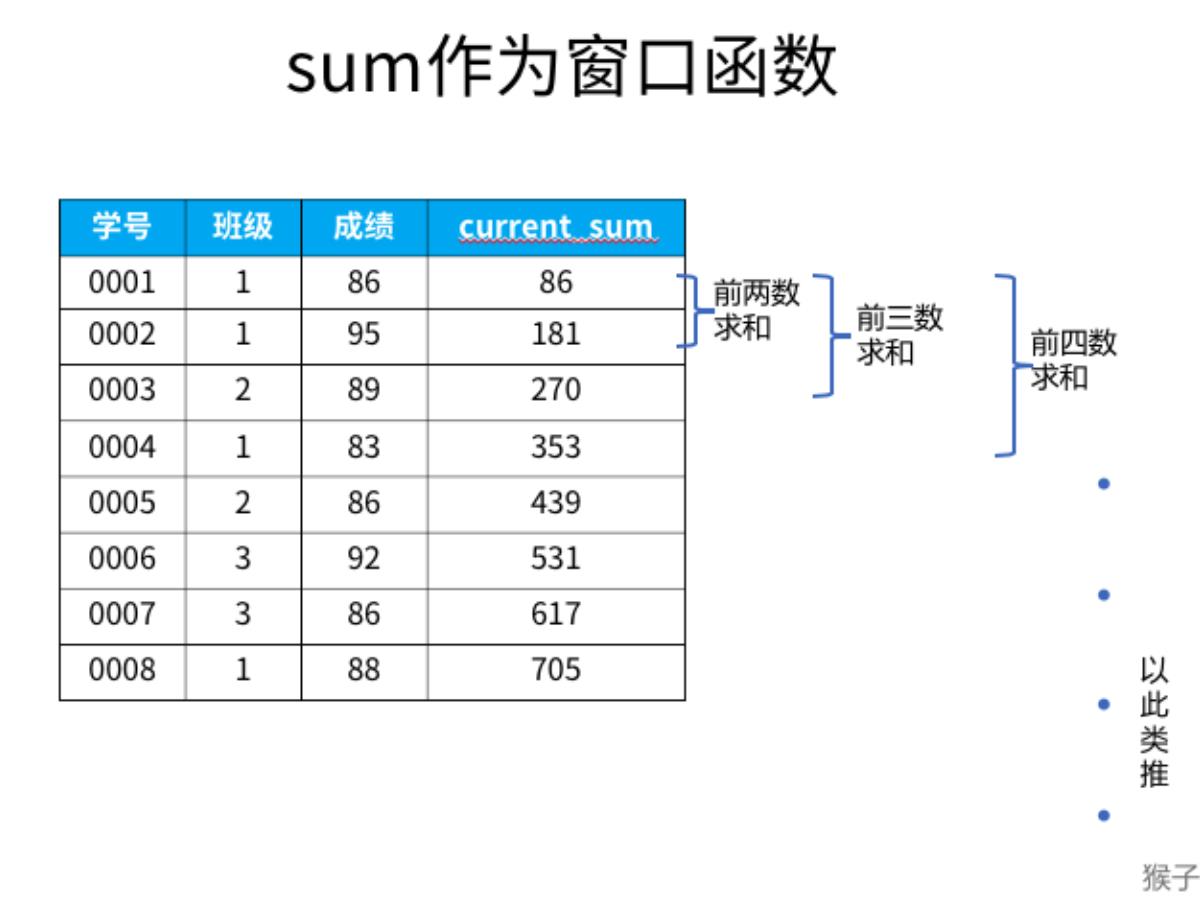 sum作为窗口函数
学号 班级 成绩 current_sum
0001 1 86 86
0002 1 95 181
0003 2 89 270
0004 1 83 353
0005 2 86 439
0006 3 92 531
0007 3 86 617
0008 1 88 705
前两数
求和
前三数
求和
前四数
求和
以
此
类
推
猴子